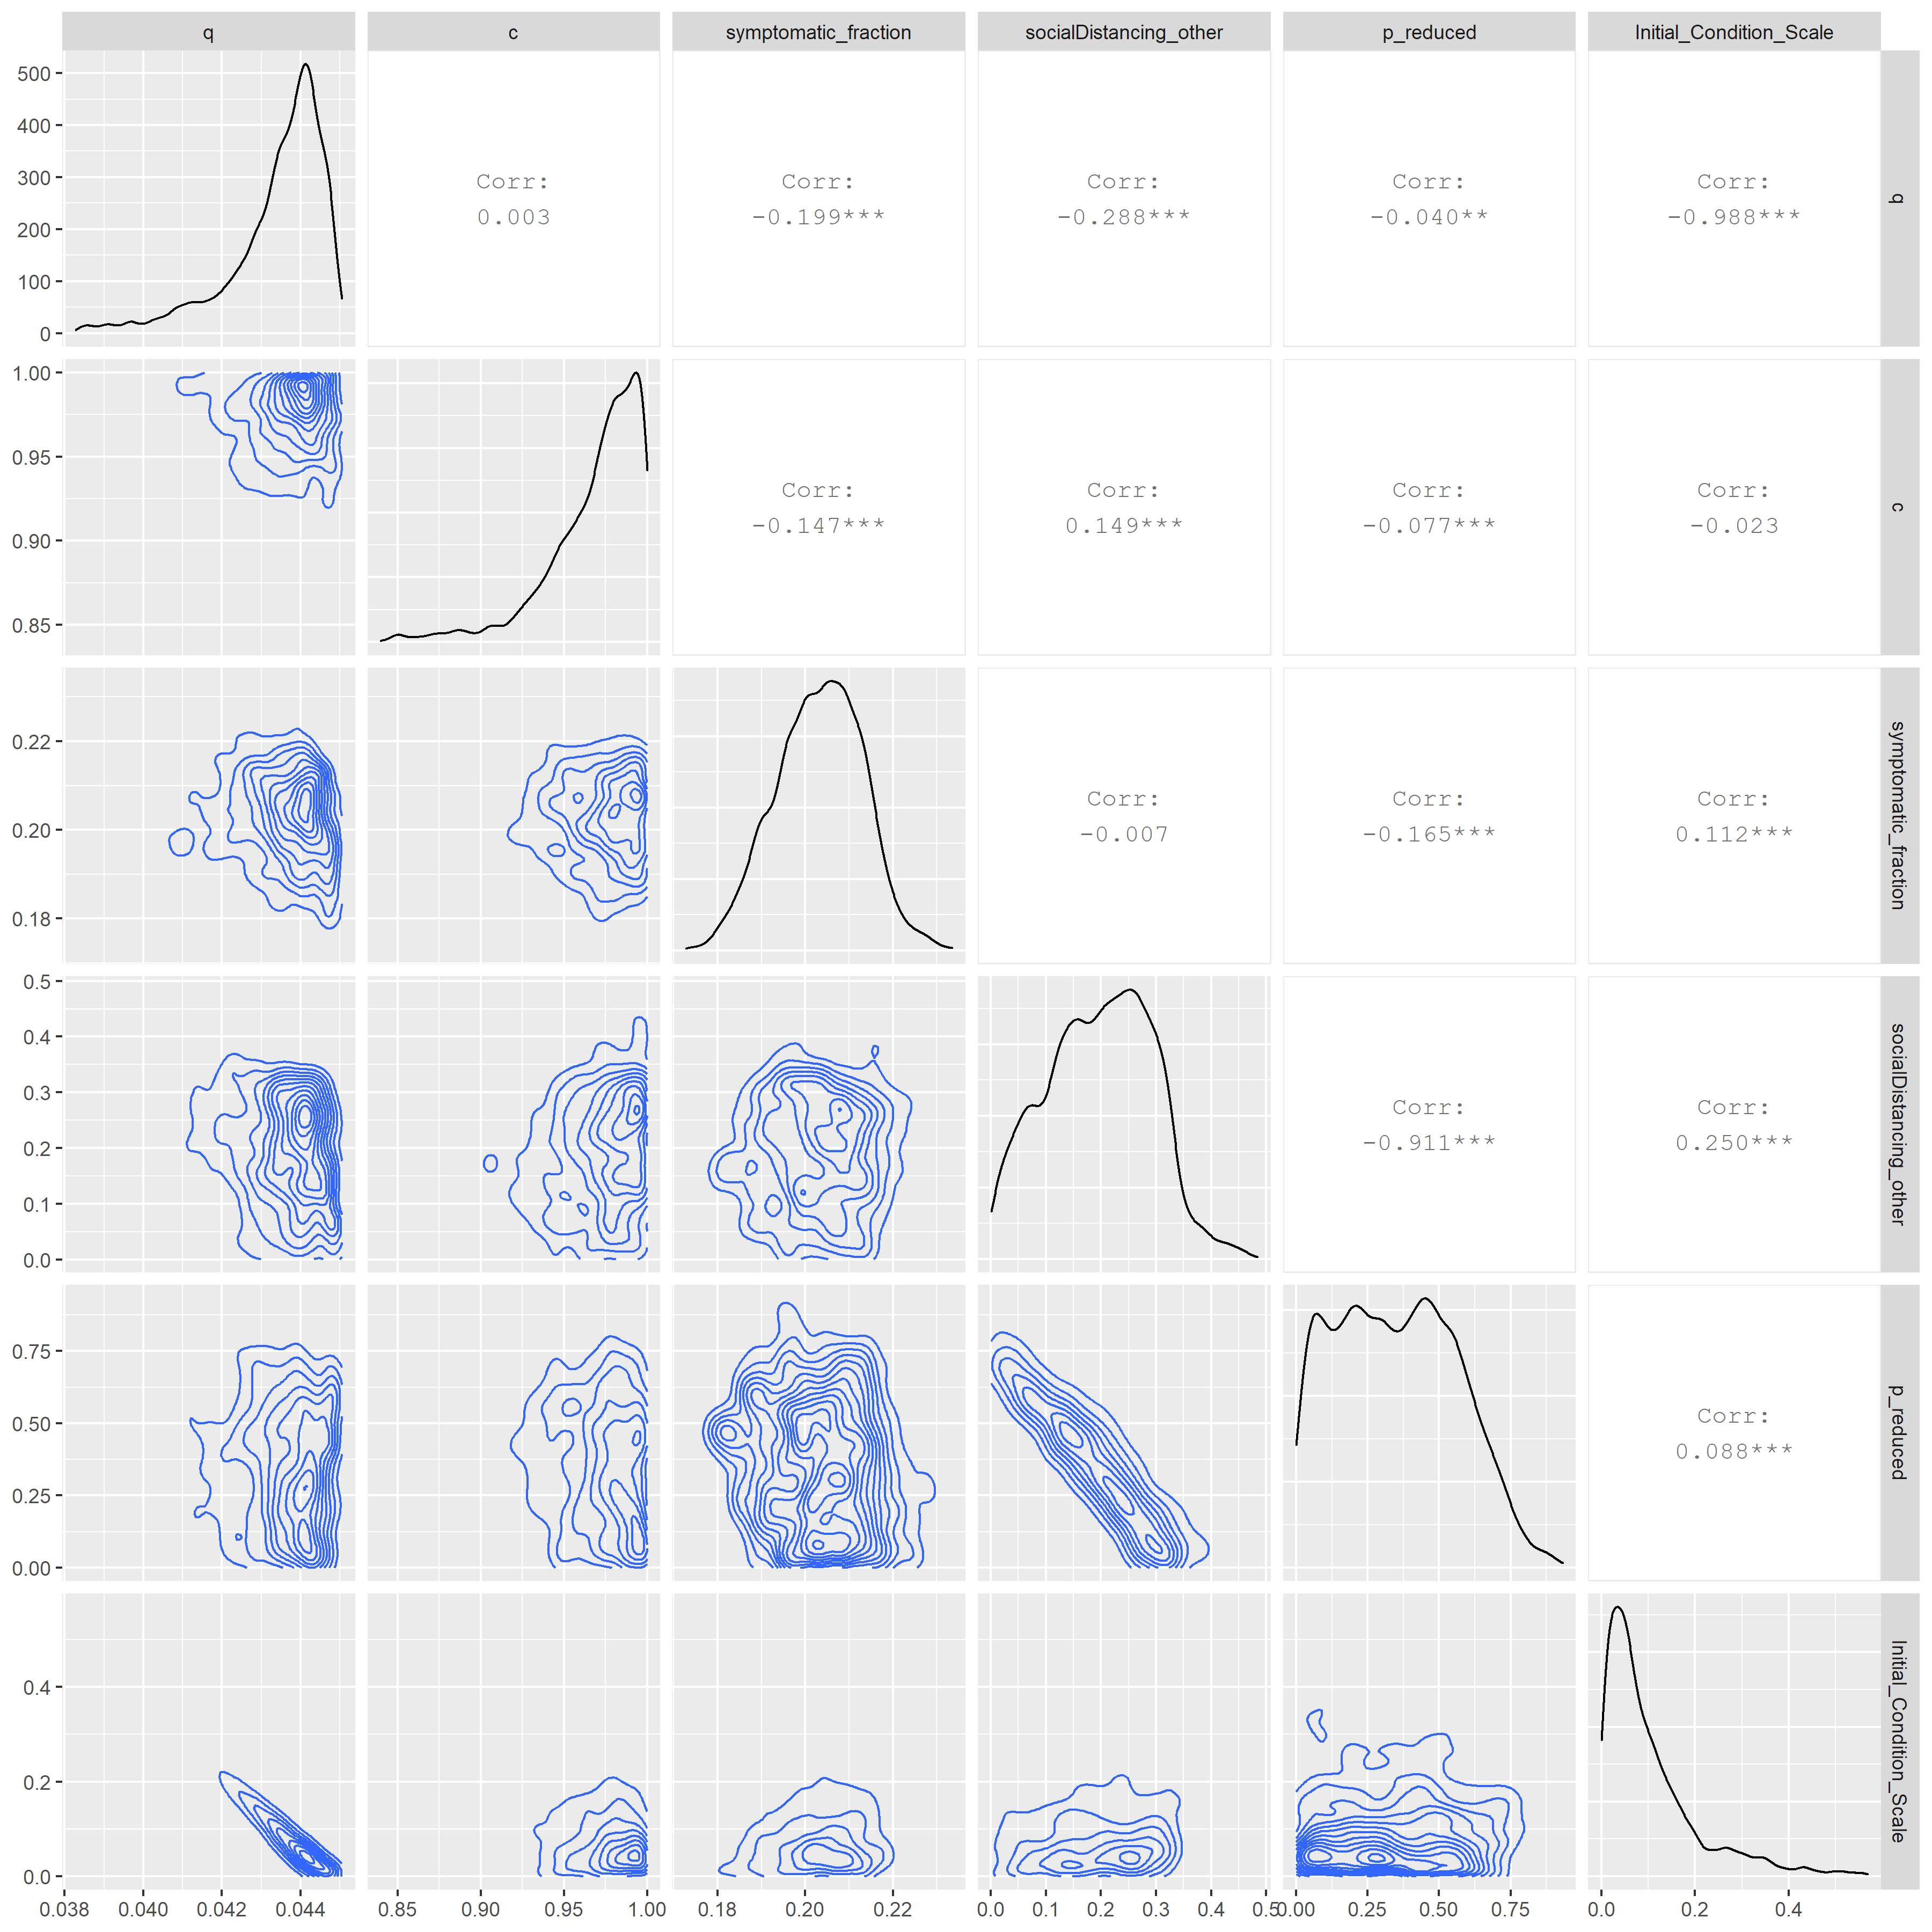 q c symptomatic_fraction socialDistancing_other p_reduced Initial_Condition_Scale
500
400
300
200
100
0
Corr:
0.003
Corr:
-0.199***
Corr:
-0.288***
Corr:
-0.040**
Corr:
-0.988***
q
1.00
0.95
0.90
0.85
Corr:
-0.147***
Corr:
0.149***
Corr:
-0.077***
Corr:
-0.023
c
0.22
0.20
0.18
Corr:
-0.007
Corr:
-0.165***
Corr:
0.112***
symptomatic_fraction
0.5
0.4
0.3
0.2
0.1
0.0
Corr:
-0.911***
Corr:
0.250***
socialDistancing_other
0.75
0.50
0.25
0.00
Corr:
0.088***
p_reduced
0.4
0.2
0.0
Initial_Condition_Scale
0.038 0.040 0.042 0.044 0.85 0.90 0.95 1.00 0.18 0.20 0.22 0.0 0.1 0.2 0.3 0.4 0.5 0.00 0.25 0.50 0.75 0.0 0.2 0.4